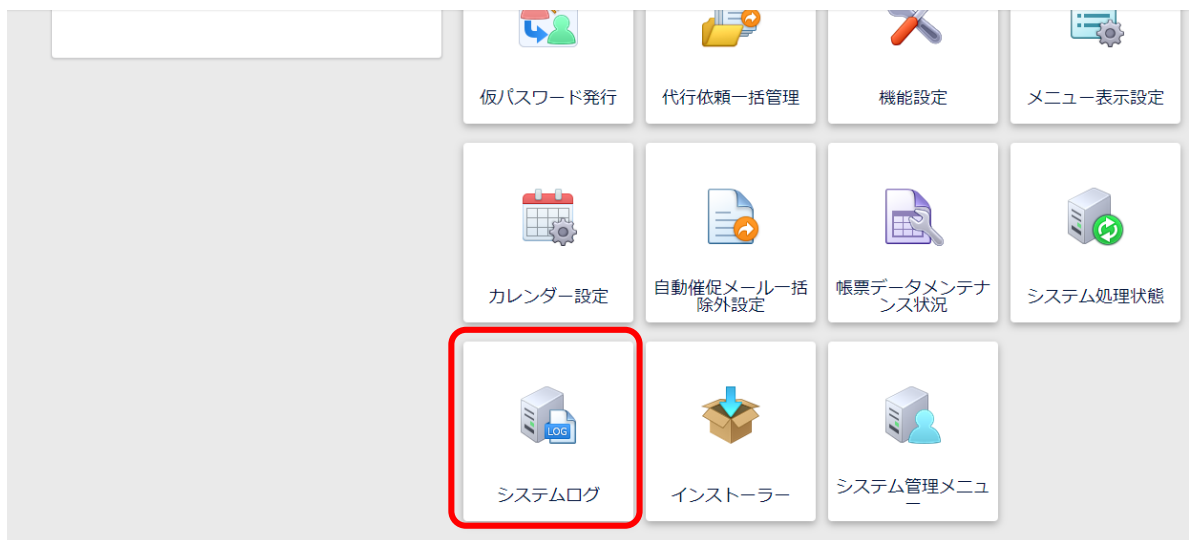 仮パスワード発行
代行依頼一括管理
機能設定
メニュー表示設定
カレンダー設定
自動催促メール一括
除外設定
帳票データメンテナ
ンス状況
システム処理状態
LOG
システムログ
インストーラー
システム管理メニュ
ー